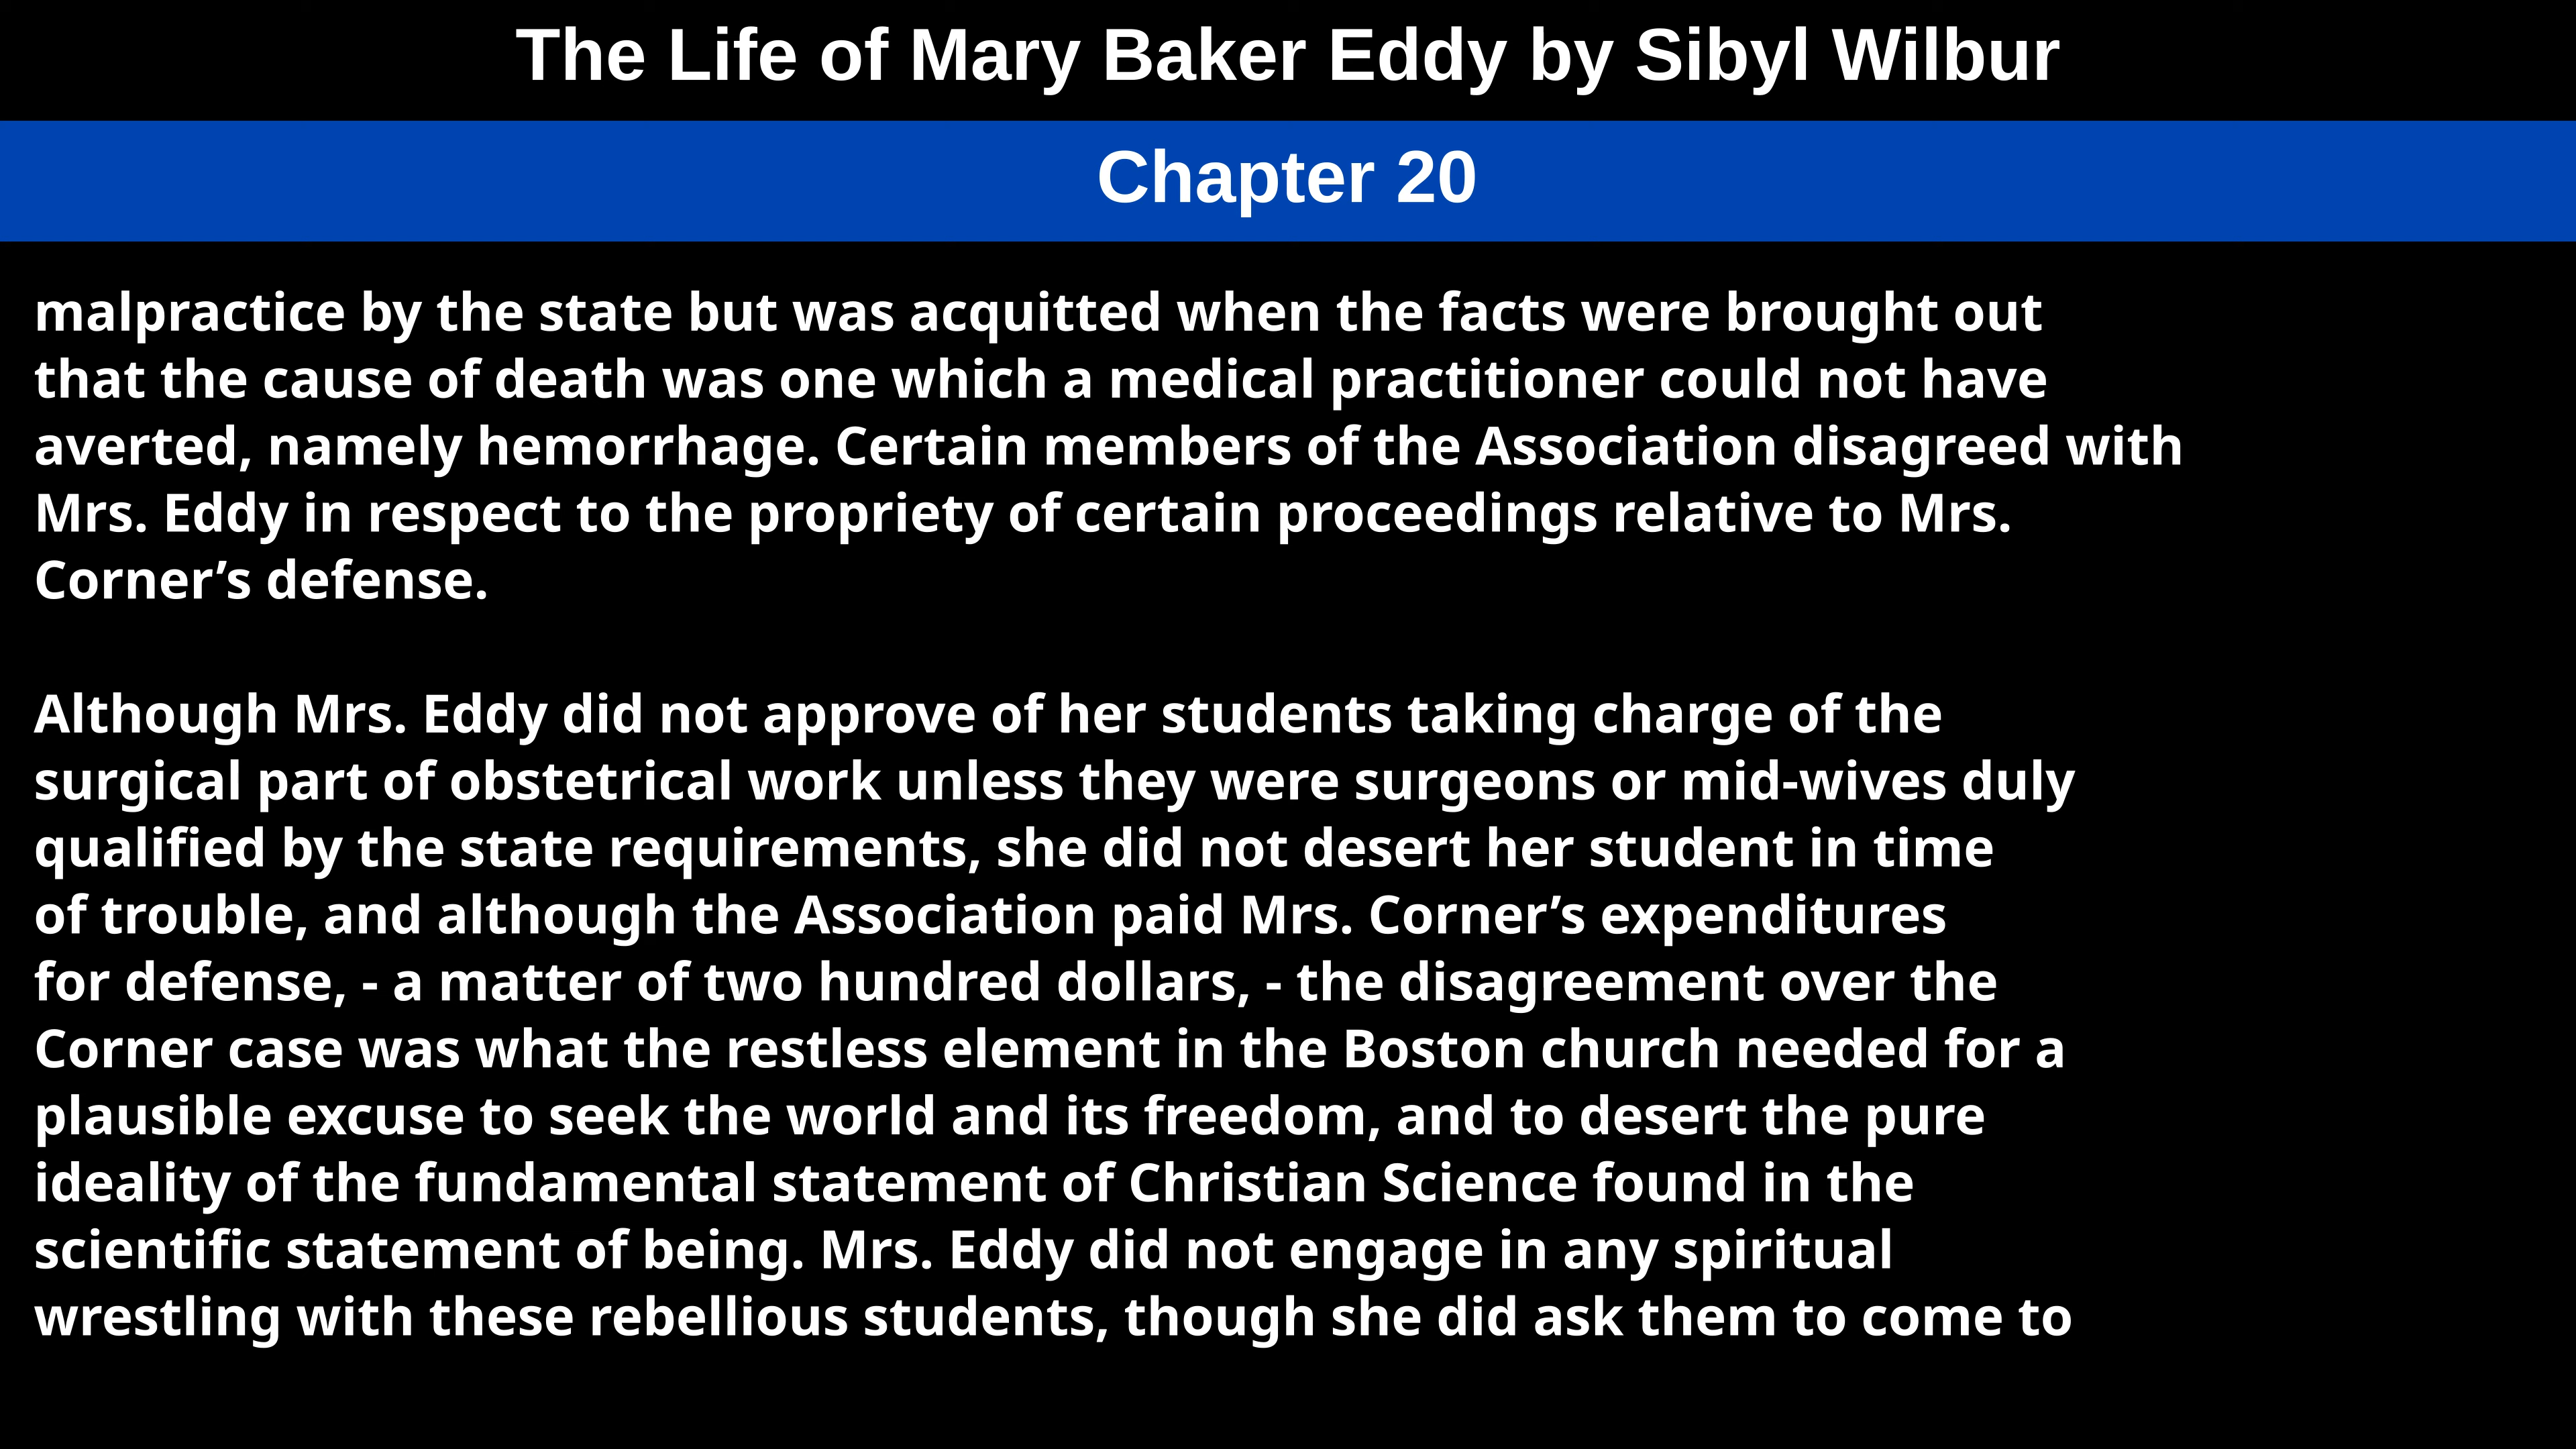 The Life of Mary Baker Eddy by Sibyl Wilbur
Chapter 20
malpractice by the state but was acquitted when the facts were brought out
that the cause of death was one which a medical practitioner could not have
averted, namely hemorrhage. Certain members of the Association disagreed with
Mrs. Eddy in respect to the propriety of certain proceedings relative to Mrs.
Corner’s defense.
Although Mrs. Eddy did not approve of her students taking charge of the
surgical part of obstetrical work unless they were surgeons or mid-wives duly
qualified by the state requirements, she did not desert her student in time
of trouble, and although the Association paid Mrs. Corner’s expenditures
for defense, - a matter of two hundred dollars, - the disagreement over the
Corner case was what the restless element in the Boston church needed for a
plausible excuse to seek the world and its freedom, and to desert the pure
ideality of the fundamental statement of Christian Science found in the
scientific statement of being. Mrs. Eddy did not engage in any spiritual
wrestling with these rebellious students, though she did ask them to come to